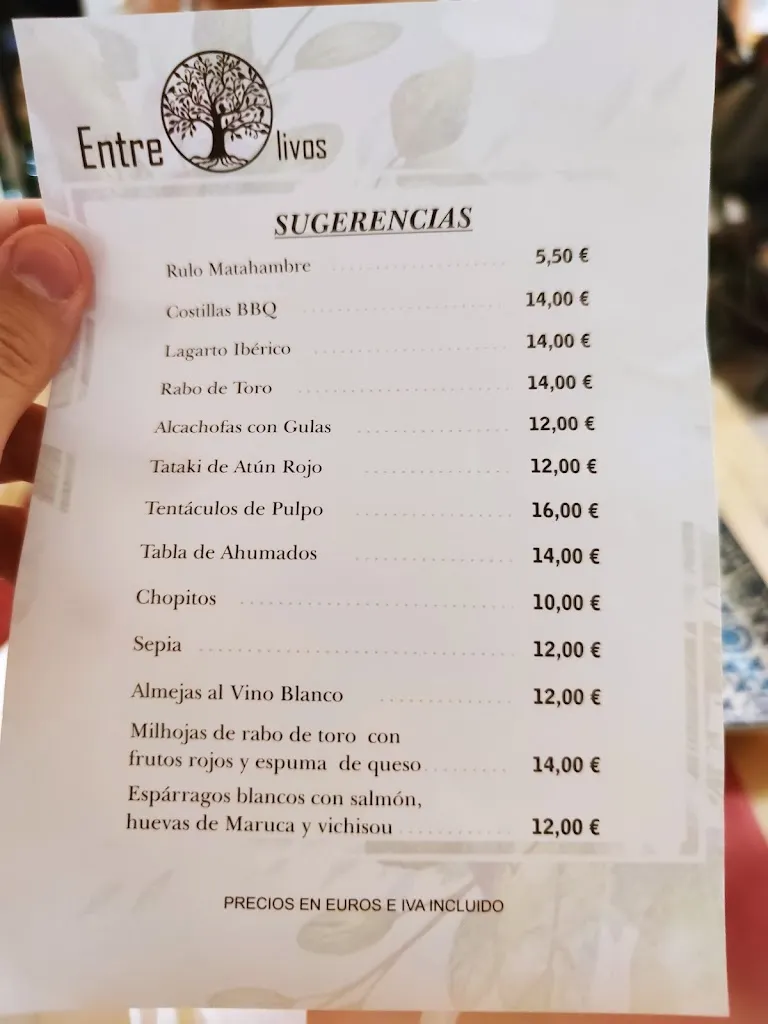 Entre livos
SUGERENCIAS
Rulo Matahambre ........................ 5,50 €
Costillas BBQ ........................ 14,00 €
Lagarto Ibérico ........................ 14,00 €
Rabo de Toro ........................ 14,00 €
Alcachofas con Gulas ................ 12,00 €
Tataki de Atún Rojo ................ 12,00 €
Tentáculos de Pulpo ................ 16,00 €
Tabla de Ahumados ................ 14,00 €
Chopitos ................................ 10,00 €
Sepia ........................................ 12,00 €
Almejas al Vino Blanco ............ 12,00 €
Milhojas de rabo de toro con
frutos rojos y espuma de queso ......... 14,00 €
Espárragos blancos con salmón,
huevas de Maruca y vichisou ............ 12,00 €
PRECIOS EN EUROS E IVA INCLUIDO